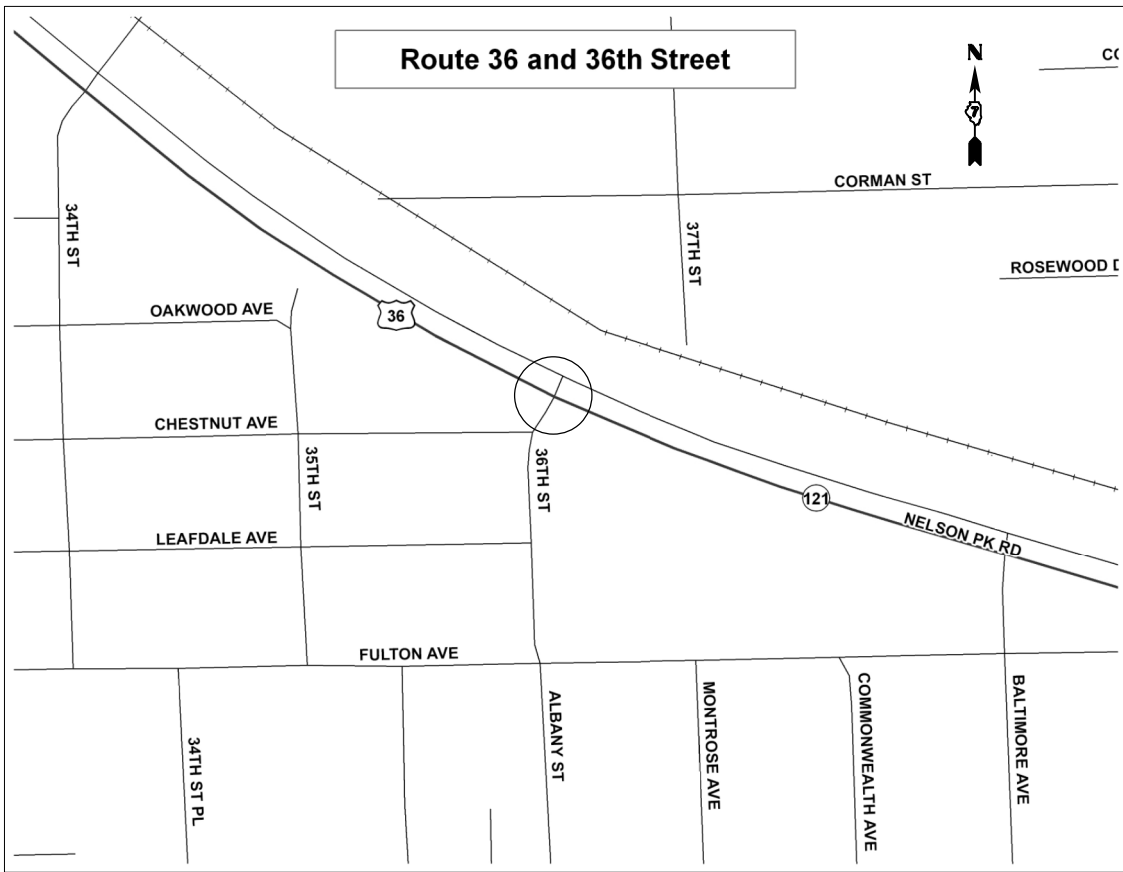 Route 36 and 36th Street
N
7
CORMAN ST
34TH ST
37TH ST
OAKWOOD AVE
36
CHESTNUT AVE
35TH ST
36TH ST
121
NELSON PK RD
LEAFDALE AVE
FULTON AVE
34TH ST PL
ALBANY ST
MONTROSE AVE
COMMONWEALTH AVE
BALTIMORE AVE
ROSEWOOD